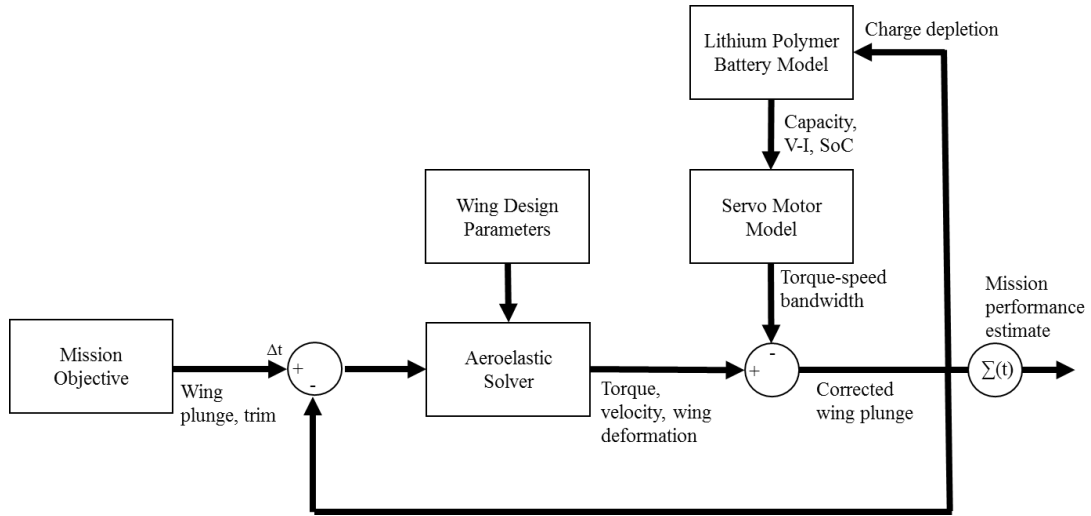 Lithium Polymer
Battery Model
Charge depletion
Capacity,
V-I, SoC
Wing Design
Parameters
Servo Motor
Model
Torque-speed
bandwidth
Mission
performance
estimate
Mission
Objective
Δt
+
-
Wing
plunge, trim
Aeroelastic
Solver
Torque,
velocity, wing
deformation
-
+
Corrected
wing plunge
∑(t)